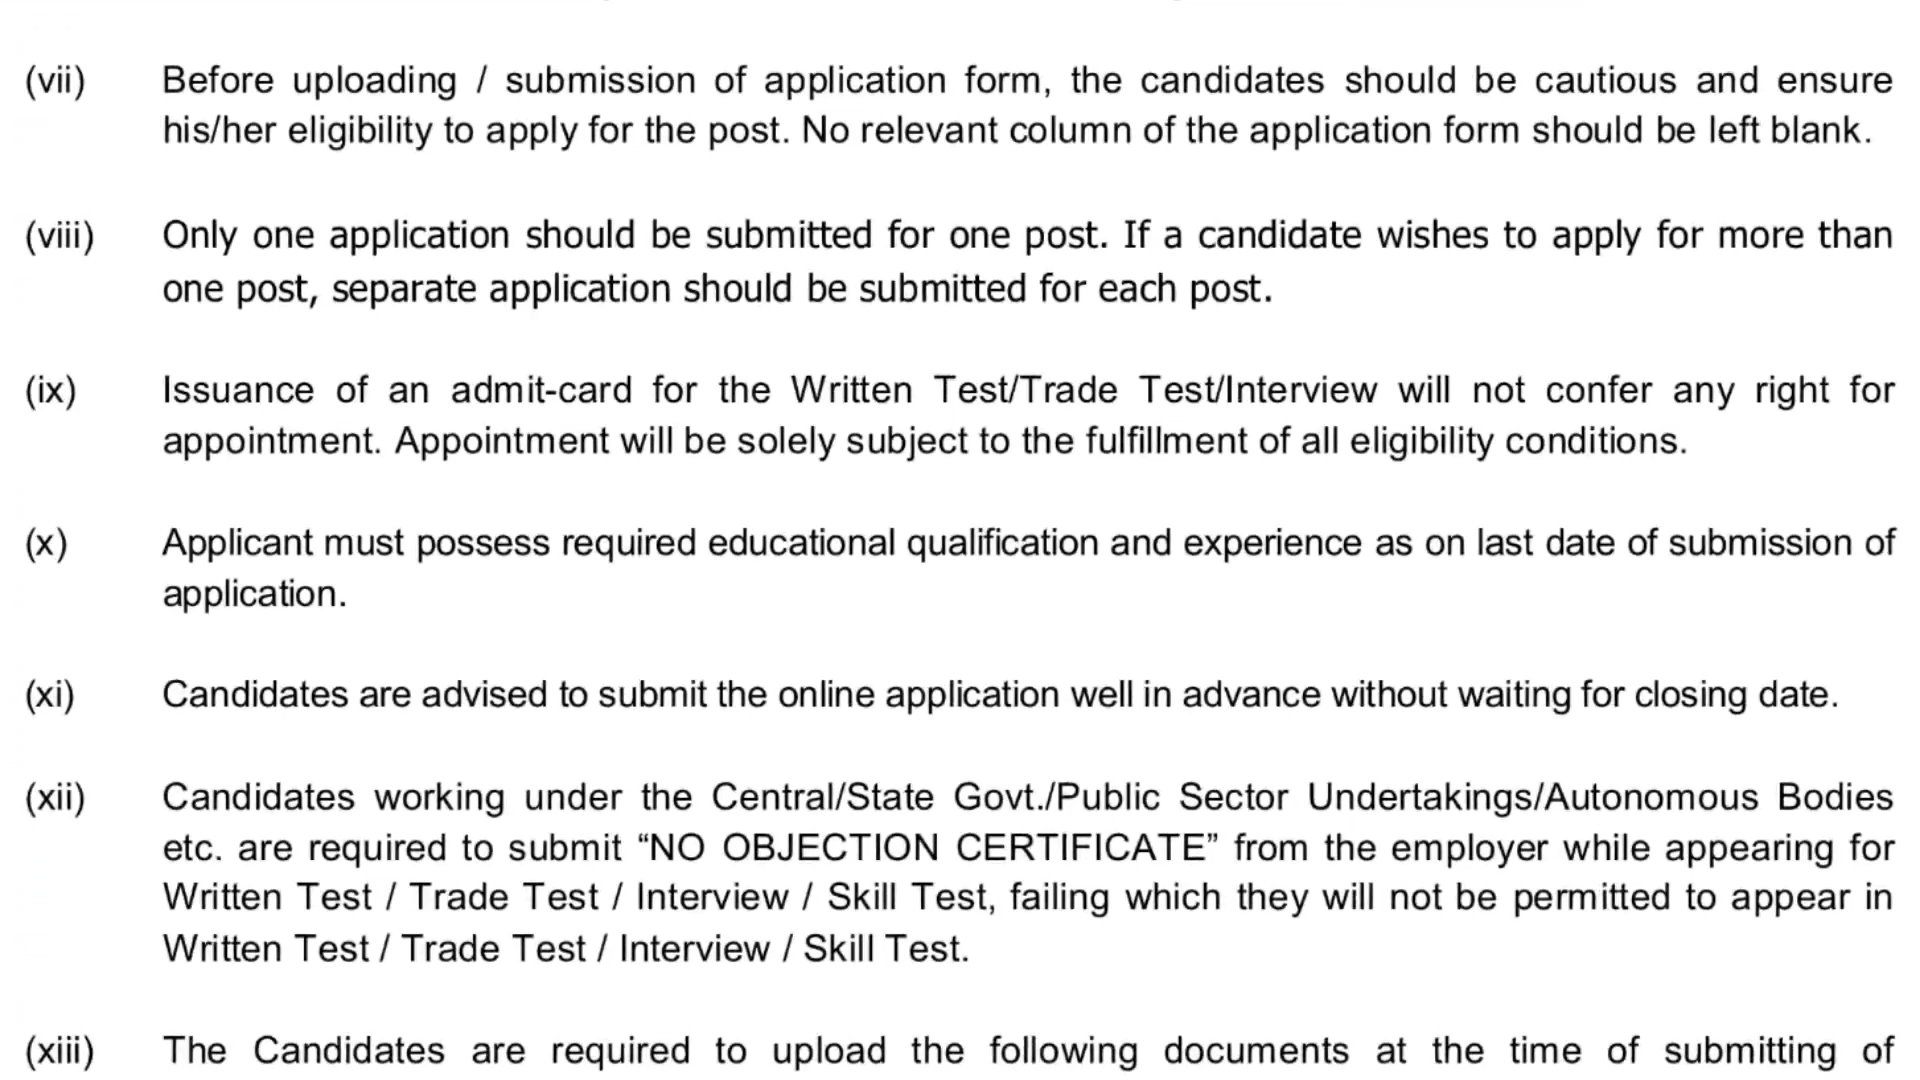 (vii) Before uploading / submission of application form, the candidates should be cautious and ensure
his/her eligibility to apply for the post. No relevant column of the application form should be left blank.
(viii) Only one application should be submitted for one post. If a candidate wishes to apply for more than
one post, separate application should be submitted for each post.
(ix) Issuance of an admit-card for the Written Test/Trade Test/Interview will not confer any right for
appointment. Appointment will be solely subject to the fulfillment of all eligibility conditions.
(x) Applicant must possess required educational qualification and experience as on last date of submission of
application.
(xi) Candidates are advised to submit the online application well in advance without waiting for closing date.
(xii) Candidates working under the Central/State Govt./Public Sector Undertakings/Autonomous Bodies
etc. are required to submit “NO OBJECTION CERTIFICATE” from the employer while appearing for
Written Test / Trade Test / Interview / Skill Test, failing which they will not be permitted to appear in
Written Test / Trade Test / Interview / Skill Test.
(xiii) The Candidates are required to upload the following documents at the time of submitting of